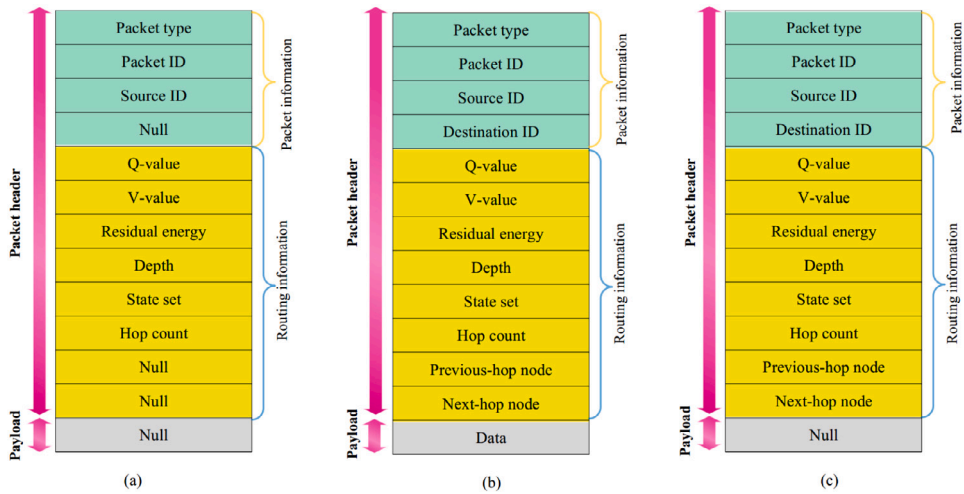 Packet header
Payload
Packet type
Packet ID
Source ID
Null
Q-value
V-value
Residual energy
Depth
State set
Hop count
Null
Null
Null
Packet information
Routing information
(a)
Packet header
Payload
Packet type
Packet ID
Source ID
Destination ID
Q-value
V-value
Residual energy
Depth
State set
Hop count
Previous-hop node
Next-hop node
Data
Packet information
Routing information
(b)
Packet header
Payload
Packet type
Packet ID
Source ID
Destination ID
Q-value
V-value
Residual energy
Depth
State set
Hop count
Previous-hop node
Next-hop node
Null
Packet information
Routing information
(c)